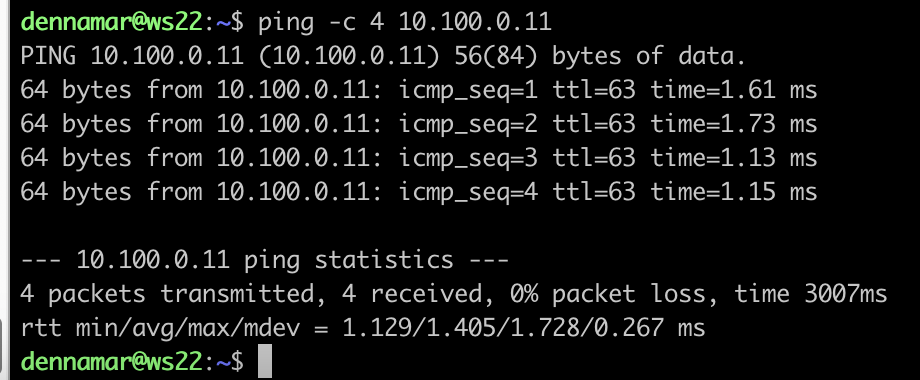 dennamar@ws22:~$ ping -c 4 10.100.0.11
PING 10.100.0.11 (10.100.0.11) 56(84) bytes of data.
64 bytes from 10.100.0.11: icmp_seq=1 ttl=63 time=1.61 ms
64 bytes from 10.100.0.11: icmp_seq=2 ttl=63 time=1.73 ms
64 bytes from 10.100.0.11: icmp_seq=3 ttl=63 time=1.13 ms
64 bytes from 10.100.0.11: icmp_seq=4 ttl=63 time=1.15 ms
--- 10.100.0.11 ping statistics ---
4 packets transmitted, 4 received, 0% packet loss, time 3007ms
rtt min/avg/max/mdev = 1.129/1.405/1.728/0.267 ms
dennamar@ws22:~$